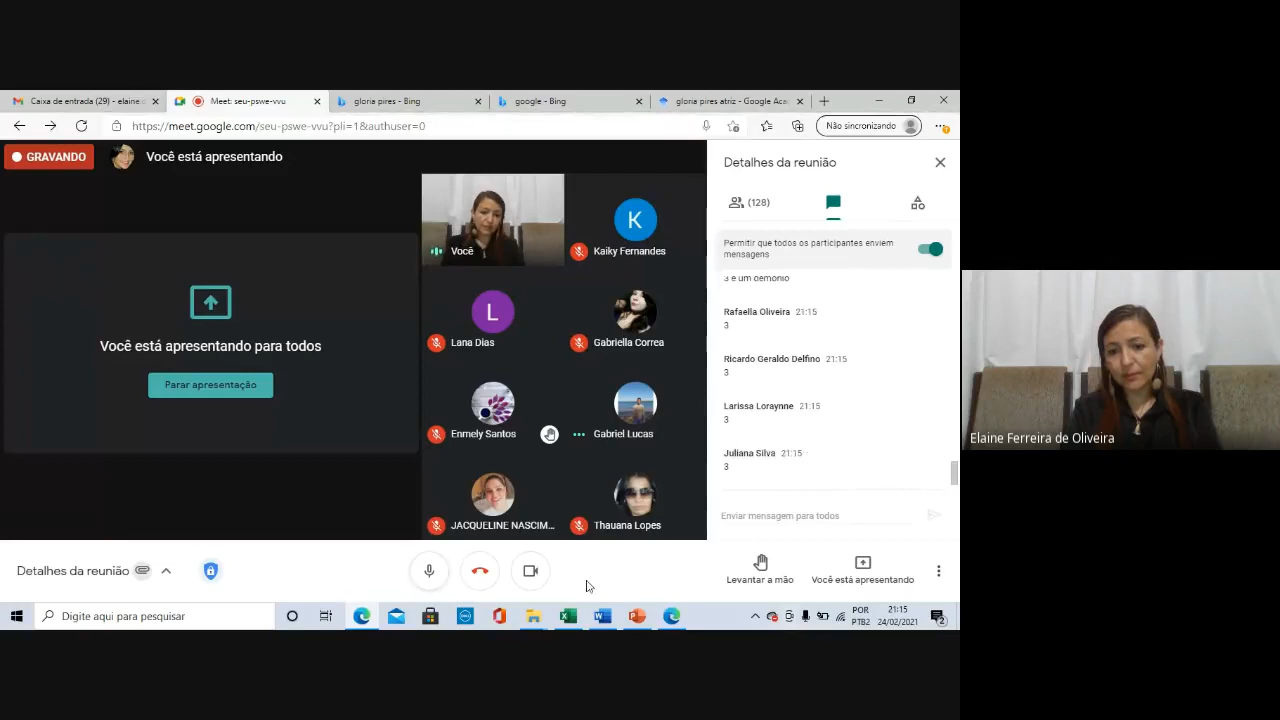 Caixa de entrada (29) - elaine.o
Meet: seu-pswe-vvu
gloria pires - Bing
google - Bing
gloria pires atriz - Google Aca
https://meet.google.com/seu-pswe-vvu?pli=1&authuser=0
Não sincronizando
GRAVANDO
Você está apresentando
Você está apresentando para todos
Parar apresentação
Você
K
Kaiky Fernandes
L
Lana Dias
Gabriella Correa
Enmely Santos
Gabriel Lucas
JACQUELINE NASCIM...
Thauana Lopes
Detalhes da reunião
(128)
Permitir que todos os participantes enviem
mensagens
3 e um demonio
Rafaella Oliveira 21:15
3
Ricardo Geraldo Delfino 21:15
3
Larissa Loraynne 21:15
3
Juliana Silva 21:15
3
Enviar mensagem para todos
Detalhes da reunião
Levantar a mão
Você está apresentando
Digite aqui para pesquisar
POR
PTB2
21:15
24/02/2021
2
Elaine Ferreira de Oliveira